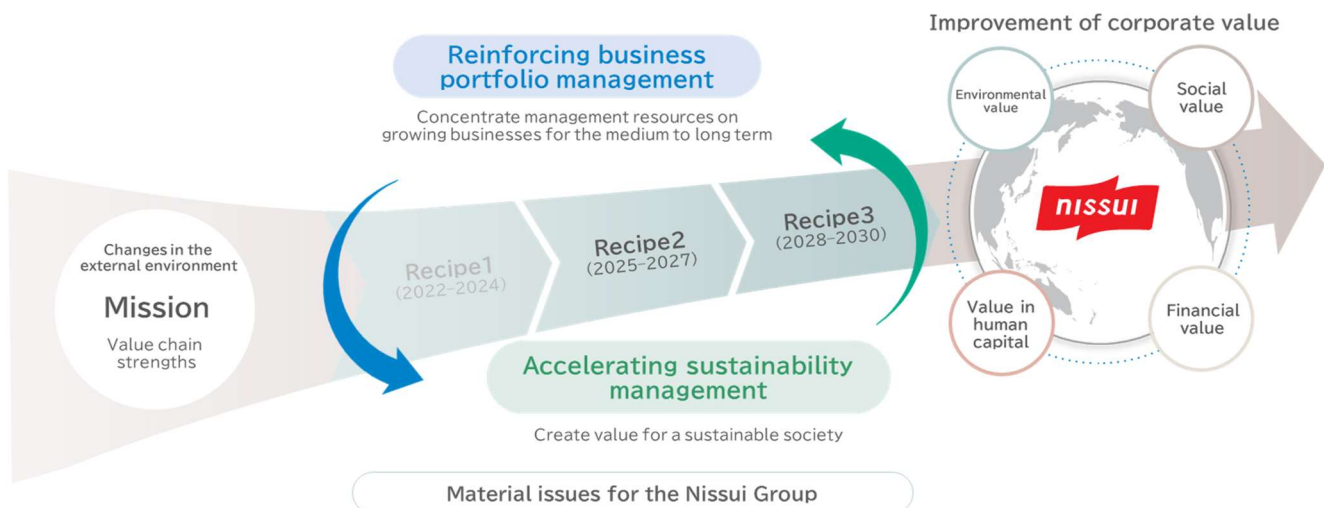 Improvement of corporate value
Reinforcing business
portfolio management
Concentrate management resources on
growing businesses for the medium to long term
Environmental
value
Social
value
nissui
Changes in the
external environment
Mission
Value chain
strengths
Recipe1
(2022-2024)
Recipe2
(2025-2027)
Recipe3
(2028-2030)
Value in
human
capital
Financial
value
Accelerating sustainability
management
Create value for a sustainable society
Material issues for the Nissui Group